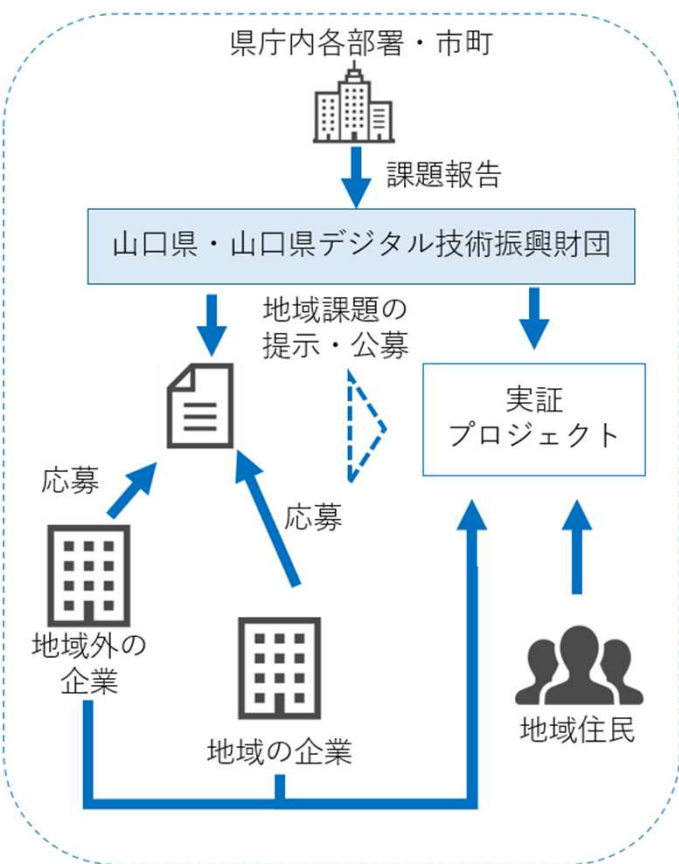 県庁内各部署・市町
課題報告
山口県・山口県デジタル技術振興財団
地域課題の
提示・公募
実証
プロジェクト
応募
応募
地域外の
企業
地域の企業
地域住民